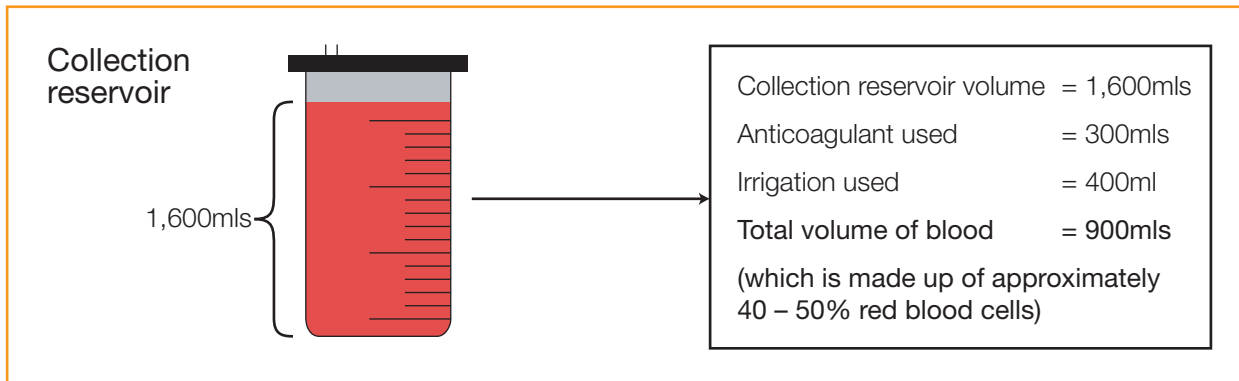 Collection
reservoir
1,600mls
Collection reservoir volume = 1,600mls
Anticoagulant used = 300mls
Irrigation used = 400ml
Total volume of blood = 900mls
(which is made up of approximately
40 – 50% red blood cells)